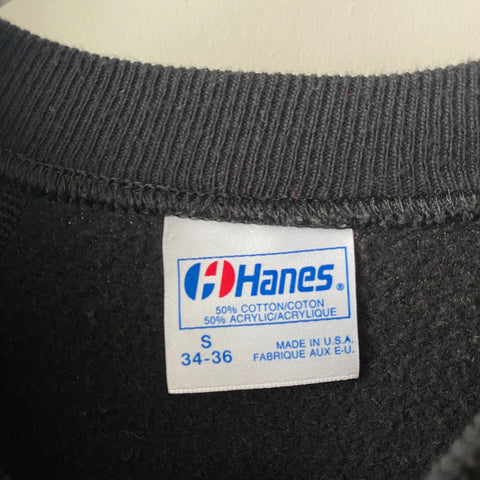 Hanes®
50% COTTON/COTON
50% ACRYLIC/ACRYLIQUE
S
34-36
MADE IN U.S.A.
FABRIQUE AUX E-U.